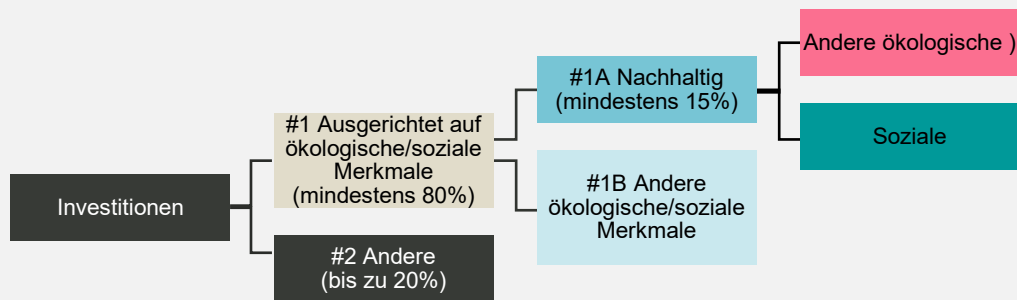 Investitionen
#1 Ausgerichtet auf
ökologische/soziale
Merkmale
(mindestens 80%)
#2 Andere
(bis zu 20%)
#1A Nachhaltig
(mindestens 15%)
#1B Andere
ökologische/soziale
Merkmale
Andere ökologische )
Soziale